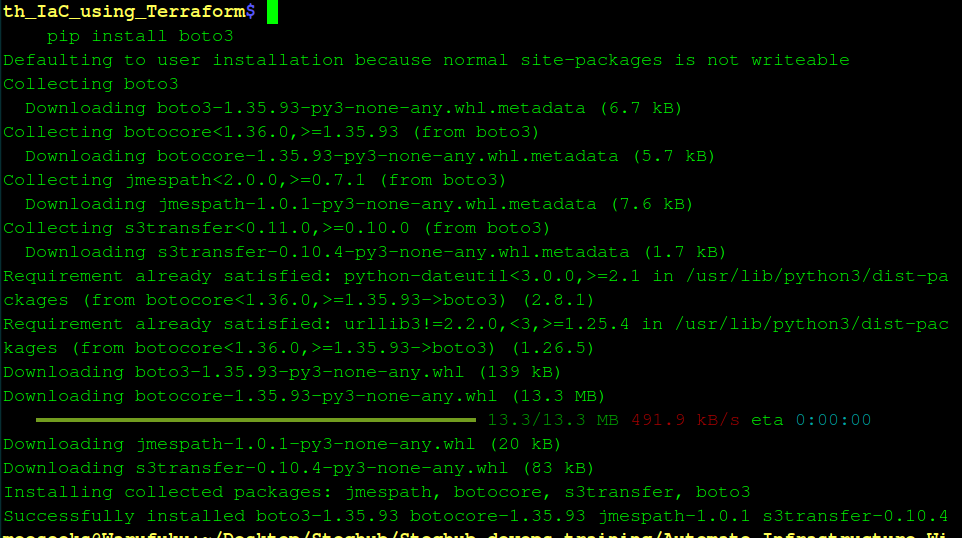 th_IaC_using_Terraform$
pip install boto3
Defaulting to user installation because normal site-packages is not writeable
Collecting boto3
  Downloading boto3-1.35.93-py3-none-any.whl.metadata (6.7 kB)
Collecting botocore<1.36.0,>=1.35.93 (from boto3)
  Downloading botocore-1.35.93-py3-none-any.whl.metadata (5.7 kB)
Collecting jmespath<2.0.0,>=0.7.1 (from boto3)
  Downloading jmespath-1.0.1-py3-none-any.whl.metadata (7.6 kB)
Collecting s3transfer<0.11.0,>=0.10.0 (from boto3)
  Downloading s3transfer-0.10.4-py3-none-any.whl.metadata (1.7 kB)
Requirement already satisfied: python-dateutil<3.0.0,>=2.1 in /usr/lib/python3/dist-pa
ckages (from botocore<1.36.0,>=1.35.93->boto3) (2.8.1)
Requirement already satisfied: urllib3!=2.2.0,<3,>=1.25.4 in /usr/lib/python3/dist-pac
kages (from botocore<1.36.0,>=1.35.93->boto3) (1.26.5)
Downloading boto3-1.35.93-py3-none-any.whl (139 kB)
Downloading botocore-1.35.93-py3-none-any.whl (13.3 MB)
13.3/13.3 MB 491.9 kB/s eta 0:00:00
Downloading jmespath-1.0.1-py3-none-any.whl (20 kB)
Downloading s3transfer-0.10.4-py3-none-any.whl (83 kB)
Installing collected packages: jmespath, botocore, s3transfer, boto3
Successfully installed boto3-1.35.93 botocore-1.35.93 jmespath-1.0.1 s3transfer-0.10.4